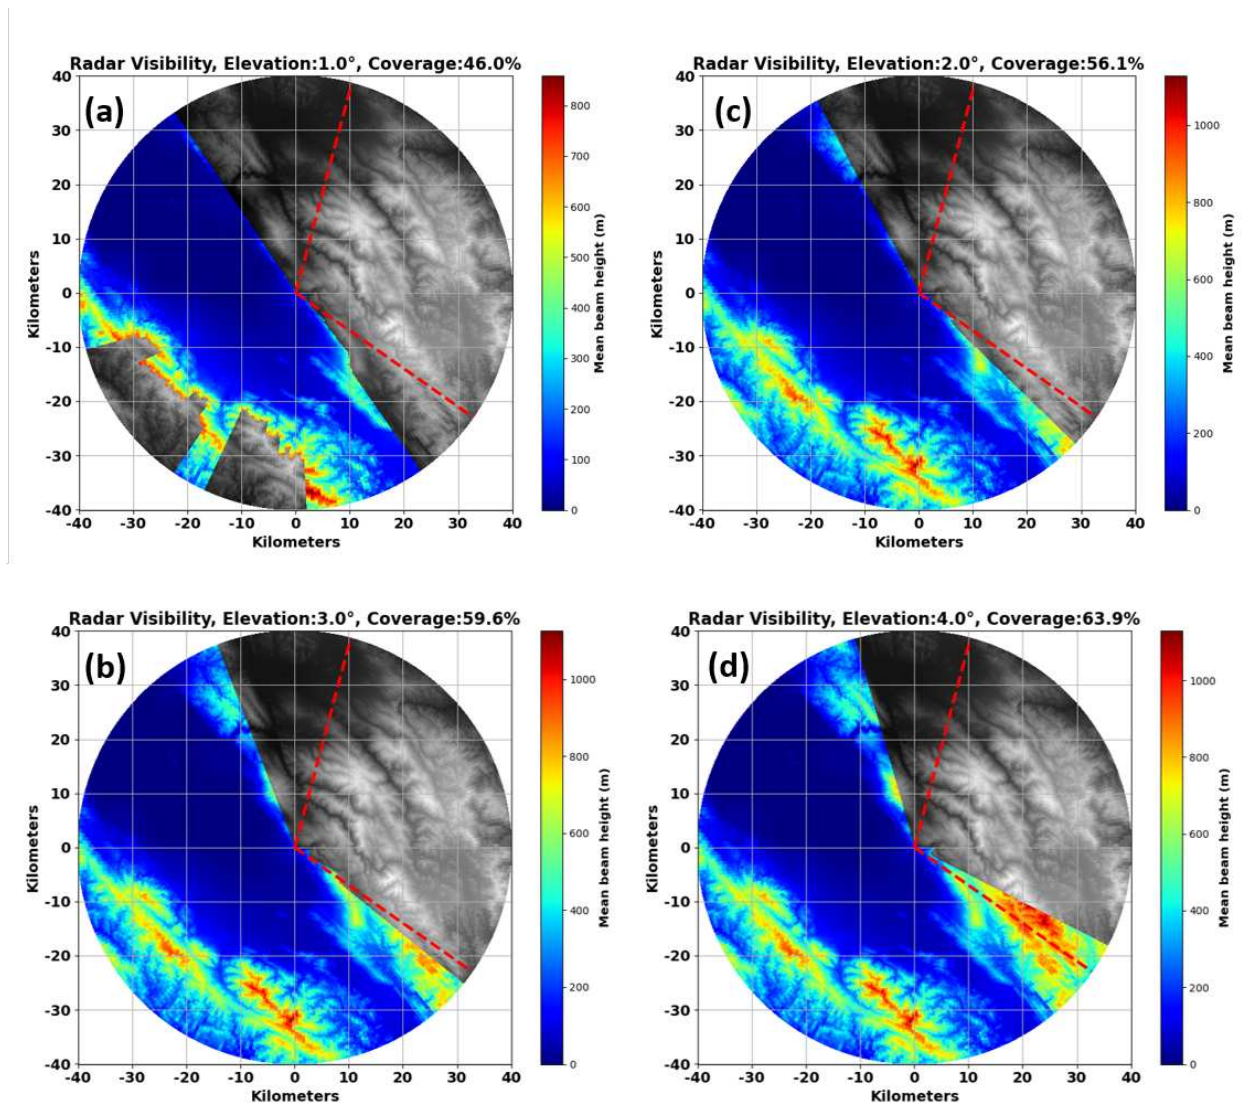 Radar Visibility, Elevation:1.0°, Coverage:46.0%
(a)
40
30
20
10
0
-10
-20
-30
-40
Kilometers
-40 -30 -20 -10 0 10 20 30 40
Kilometers
800
700
600
500
400
300
200
100
0
Mean beam height (m)
Radar Visibility, Elevation:2.0°, Coverage:56.1%
(c)
40
30
20
10
0
-10
-20
-30
-40
Kilometers
-40 -30 -20 -10 0 10 20 30 40
Kilometers
1000
800
600
400
200
0
Mean beam height (m)
Radar Visibility, Elevation:3.0°, Coverage:59.6%
(b)
40
30
20
10
0
-10
-20
-30
-40
Kilometers
-40 -30 -20 -10 0 10 20 30 40
Kilometers
1000
800
600
400
200
0
Mean beam height (m)
Radar Visibility, Elevation:4.0°, Coverage:63.9%
(d)
40
30
20
10
0
-10
-20
-30
-40
Kilometers
-40 -30 -20 -10 0 10 20 30 40
Kilometers
1000
800
600
400
200
0
Mean beam height (m)